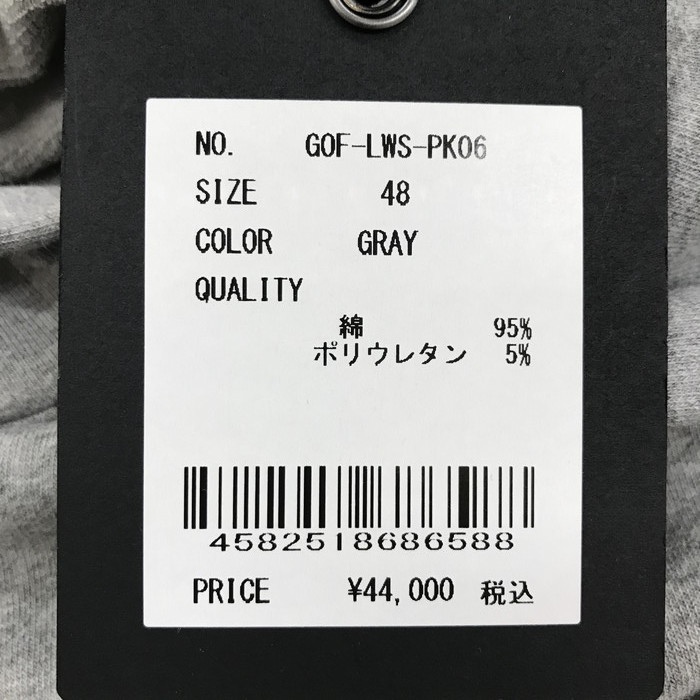 NO. GOF-LWS-PK06
SIZE 48
COLOR GRAY
QUALITY
綿 95%
ポリウレタン 5%
4582518686588
PRICE ¥44,000 税込